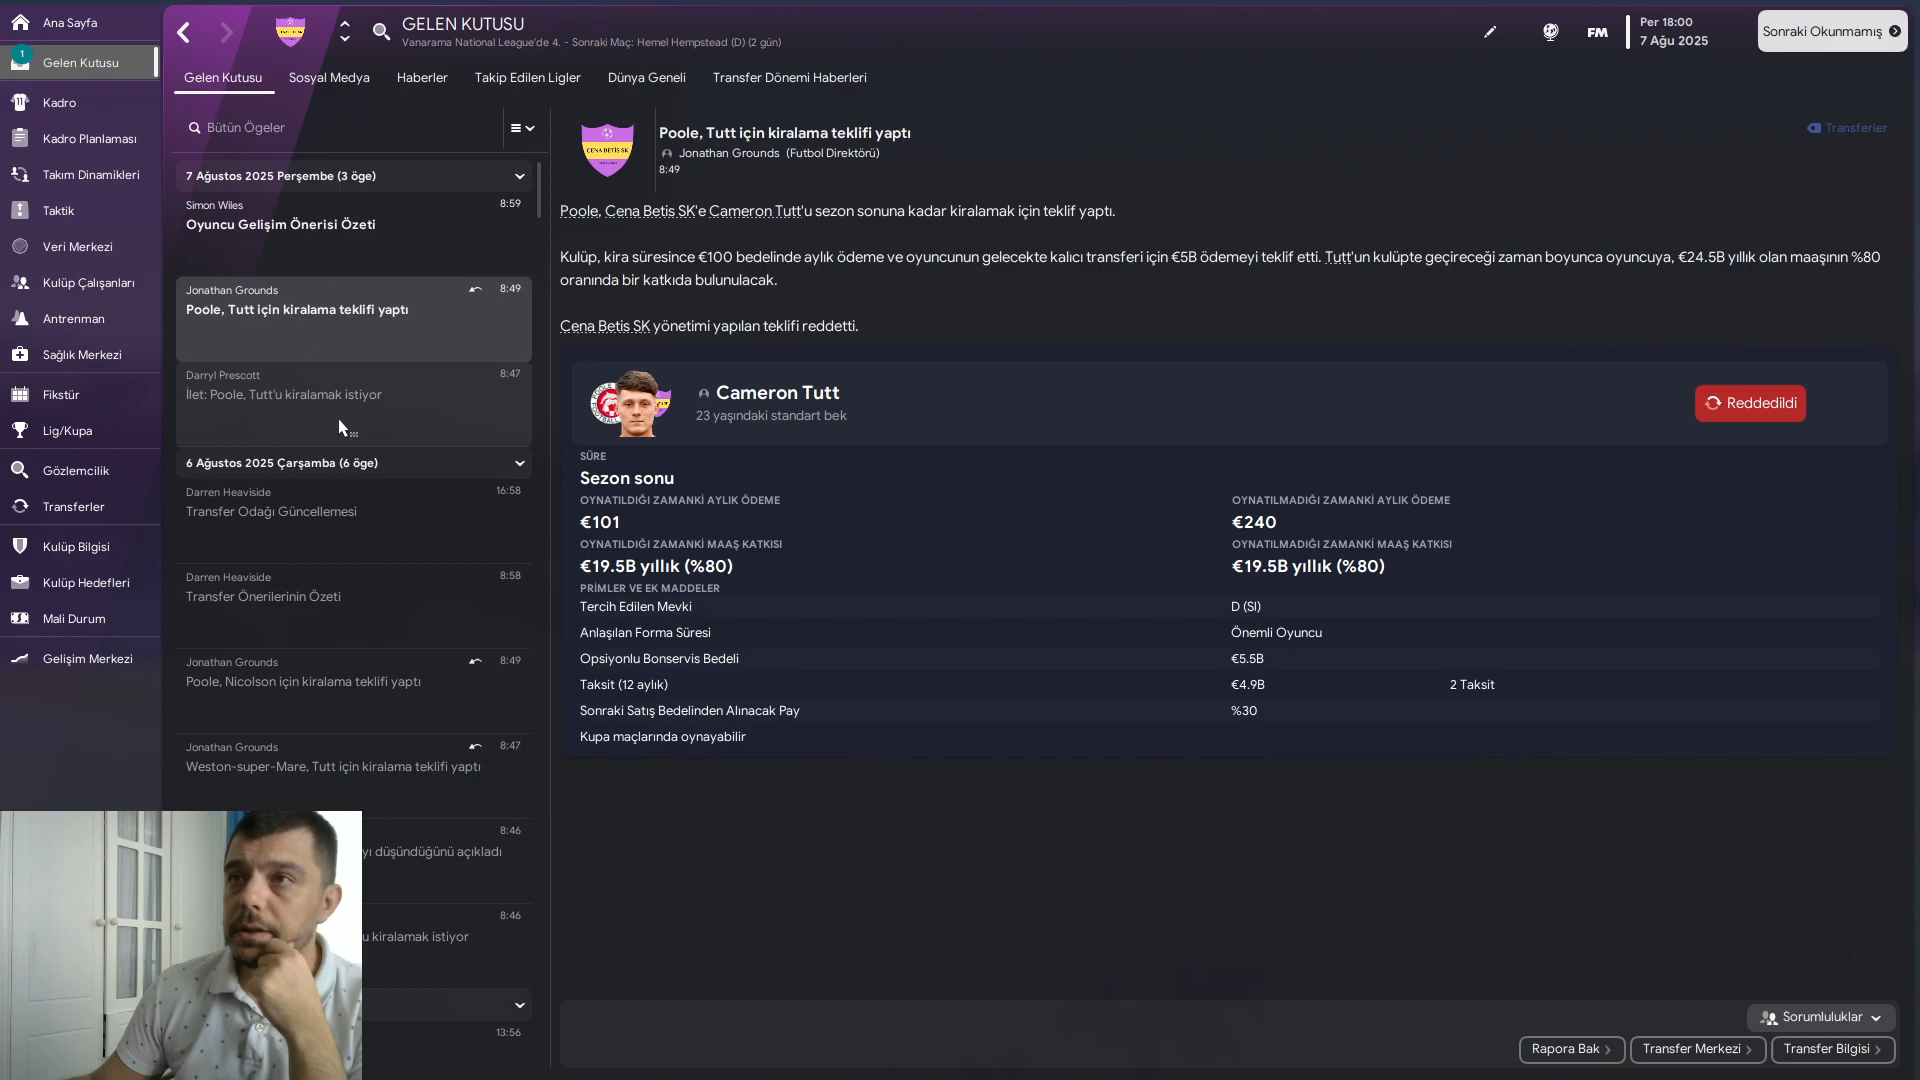 Ana Sayfa
1
Gelen Kutusu
Kadro
Kadro Planlaması
Takım Dinamikleri
Taktik
Veri Merkezi
Kulüp Çalışanları
Antrenman
Sağlık Merkezi
Fikstür
Lig/Kupa
Gözlemcilik
Transferler
Kulüp Bilgisi
Kulüp Hedefleri
Mali Durum
Gelişim Merkezi
GELEN KUTUSU
Vanarama National League'de 4. - Sonraki Maç: Hemel Hempstead (D) (2 gün)
FM
Per 18:00
7 Ağu 2025
Sonraki Okunmamış
Gelen Kutusu Sosyal Medya Haberler Takip Edilen Ligler Dünya Geneli Transfer Dönemi Haberleri
Bütün Ögeler
7 Ağustos 2025 Perşembe (3 öge)
Simon Wiles 8:59
Oyuncu Gelişim Önerisi Özeti
Jonathan Grounds 8:49
Poole, Tutt için kiralama teklifi yaptı
Darryl Prescott 8:47
İlet: Poole, Tutt'u kiralamak istiyor
6 Ağustos 2025 Çarşamba (6 öge)
Darren Heaviside 16:58
Transfer Odağı Güncellemesi
Darren Heaviside 8:58
Transfer Önerilerinin Özeti
Jonathan Grounds 8:49
Poole, Nicolson için kiralama teklifi yaptı
Jonathan Grounds 8:47
Weston-super-Mare, Tutt için kiralama teklifi yaptı
8:46
yı düşündüğünü açıkladı
8:46
u kiralamak istiyor
13:56
CENA BETİS SK
Poole, Tutt için kiralama teklifi yaptı
Jonathan Grounds (Futbol Direktörü)
8:49
Transferler
Poole, Cena Betis SK'e Cameron Tutt'u sezon sonuna kadar kiralamak için teklif yaptı.
Kulüp, kira süresince €100 bedelinde aylık ödeme ve oyuncunun gelecekte kalıcı transferi için €5B ödemeyi teklif etti. Tutt'un kulüpte geçireceği zaman boyunca oyuncuya, €24.5B yıllık olan maaşının %80
oranında bir katkıda bulunulacak.
Cena Betis SK yönetimi yapılan teklifi reddetti.
Cameron Tutt
23 yaşındaki standart bek
Reddedildi
SÜRE
Sezon sonu
OYNATILDIĞI ZAMANKİ AYLIK ÖDEME OYNATILMADIĞI ZAMANKİ AYLIK ÖDEME
€101 €240
OYNATILDIĞI ZAMANKİ MAAŞ KATKISI OYNATILMADIĞI ZAMANKİ MAAŞ KATKISI
€19.5B yıllık (%80) €19.5B yıllık (%80)
PRİMLER VE EK MADDELER
Tercih Edilen Mevki D (Sl)
Anlaşılan Forma Süresi Önemli Oyuncu
Opsiyonlu Bonservis Bedeli €5.5B
Taksit (12 aylık) €4.9B 2 Taksit
Sonraki Satış Bedelinden Alınacak Pay %30
Kupa maçlarında oynayabilir
Sorumluluklar
Rapora Bak Transfer Merkezi Transfer Bilgisi